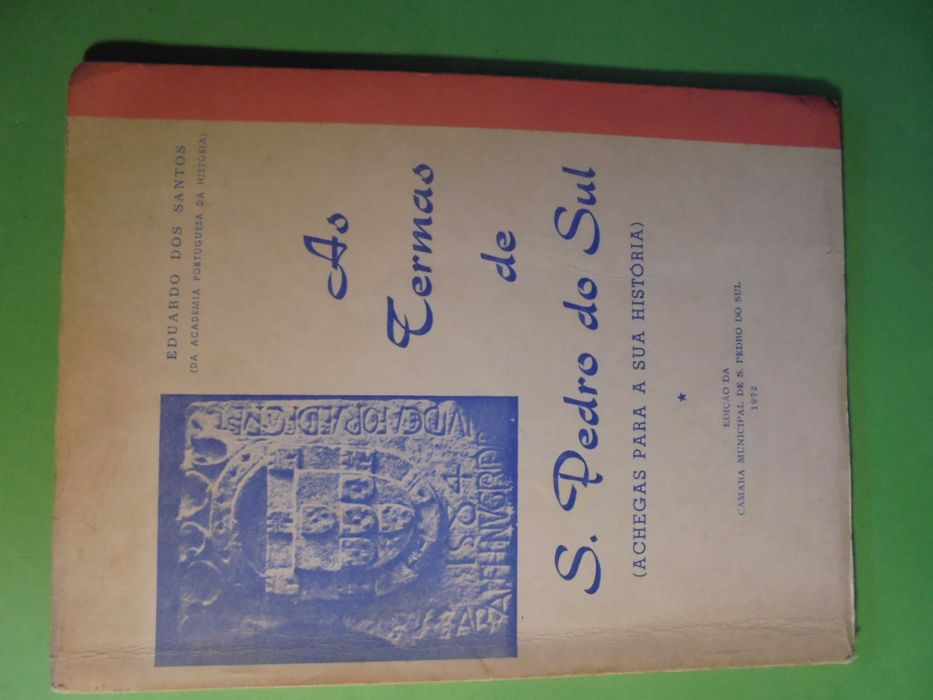 EDUARDO DOS SANTOS
(DA ACADEMIA PORTUGUESA DA HISTÓRIA)
As
Termas
de
S. Pedro do Sul
(ACHEGAS PARA A SUA HISTÓRIA)
1584
EDIÇÃO DA
CAMARA MUNICIPAL DE S. PEDRO DO SUL
1972